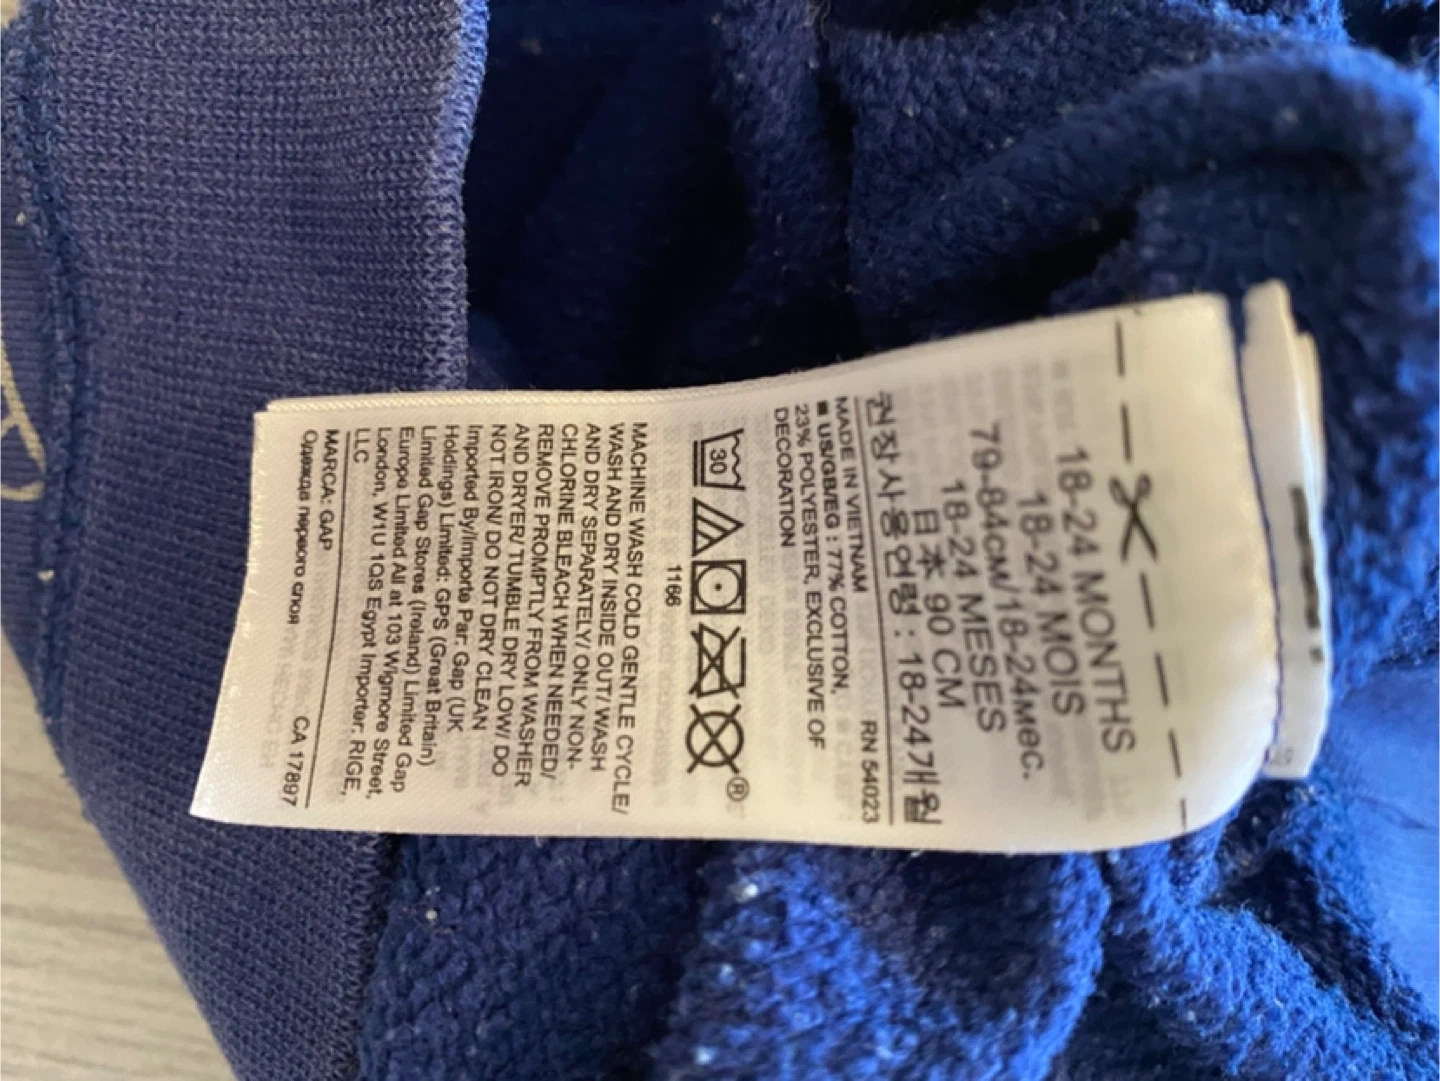 18-24 MONTHS
18-24 MOIS
79-84см/18-24мес.
18-24 MESES
日本 90 CM
권장사용연령 : 18-24개월
MADE IN VIETNAM RN 54023
■ US/GB/EG : 77% COTTON,
23% POLYESTER, EXCLUSIVE OF
DECORATION
30
®
1166
MACHINE WASH COLD GENTLE CYCLE/
WASH AND DRY INSIDE OUT/ WASH
AND DRY SEPARATELY/ ONLY NON-
CHLORINE BLEACH WHEN NEEDED/
REMOVE PROMPTLY FROM WASHER
AND DRYER/ TUMBLE DRY LOW/ DO
NOT IRON/ DO NOT DRY CLEAN
Imported By/Importe Par: Gap (UK
Holdings) Limited: GPS (Great Britain)
Limited Gap Stores (Ireland) Limited Gap
Europe Limited All at 103 Wigmore Street,
London, W1U 1QS Egypt Importer: RIGE,
LLC
MARCA: GAP CA 17897
Одежда первого слоя